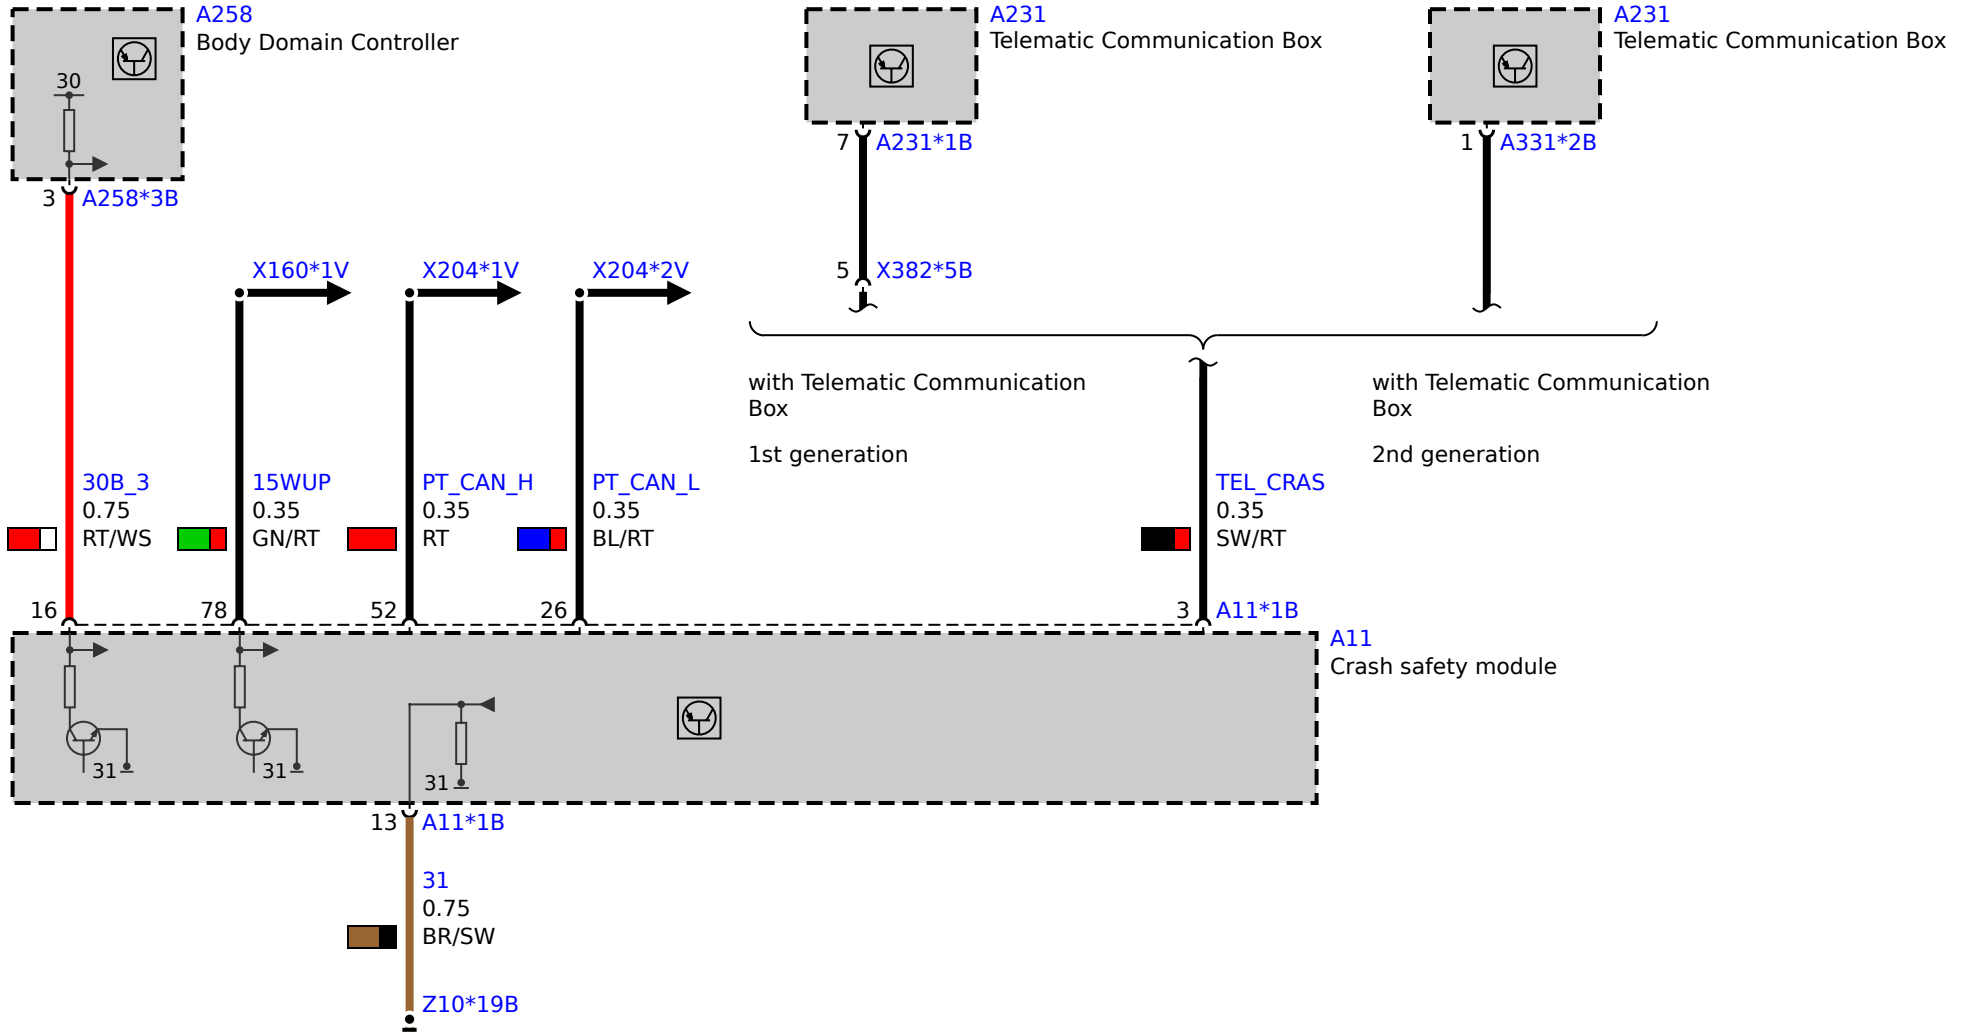 A258
Body Domain Controller
30
3
A258*3B
A231
Telematic Communication Box
7
A231*1B
5
X382*5B
A231
Telematic Communication Box
1
A331*2B
X160*1V
X204*1V
X204*2V
with Telematic Communication
Box
1st generation
with Telematic Communication
Box
2nd generation
30B_3
0.75
RT/WS
15WUP
0.35
GN/RT
PT_CAN_H
0.35
RT
PT_CAN_L
0.35
BL/RT
TEL_CRAS
0.35
SW/RT
16
78
52
26
3
A11*1B
A11
Crash safety module
31
31
31
13
A11*1B
31
0.75
BR/SW
Z10*19B